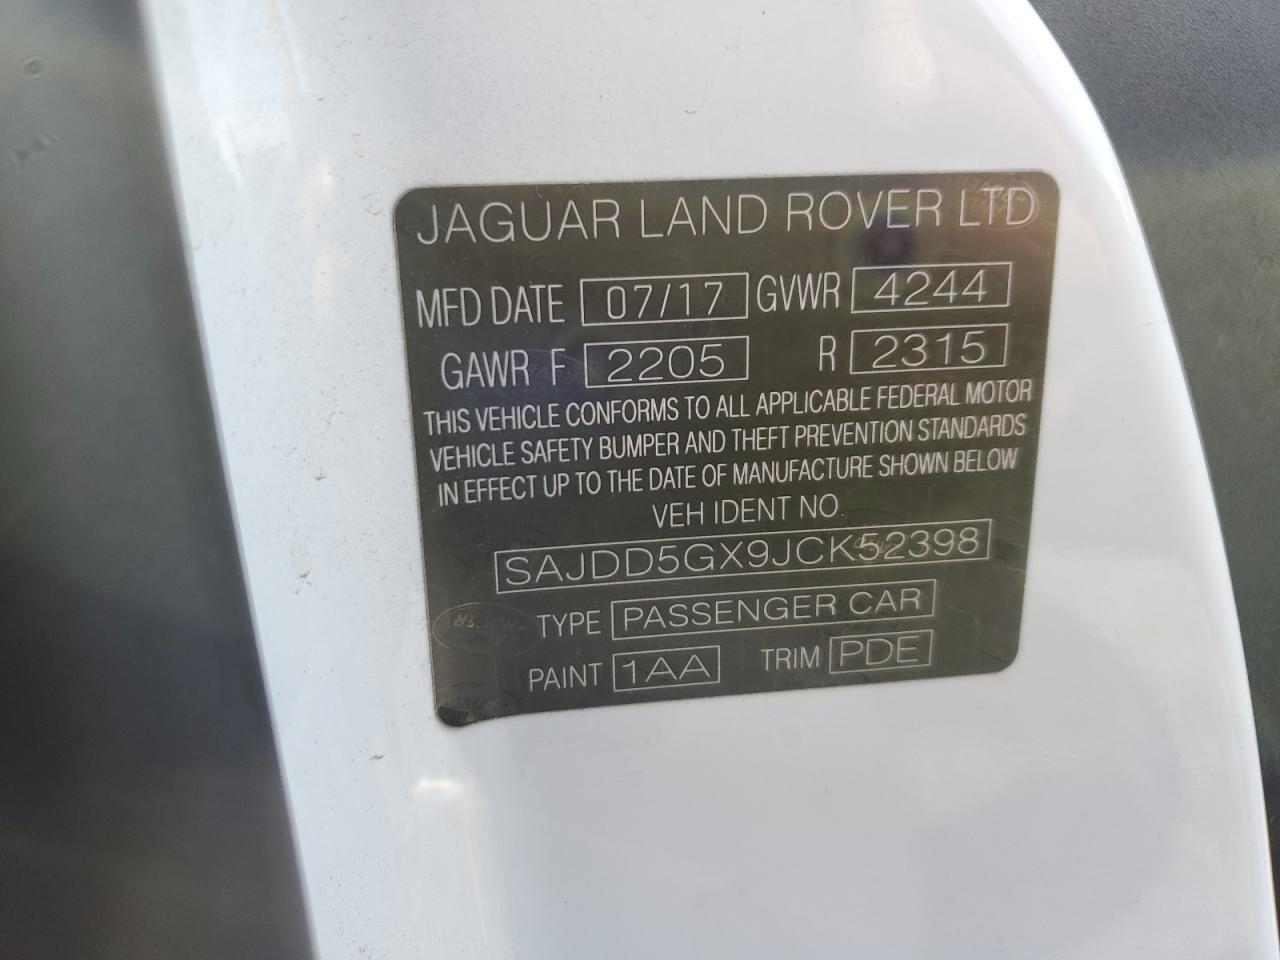 JAGUAR LAND ROVER LTD
MFD DATE 07/17 GVWR 4244
GAWR F 2205 R 2315
THIS VEHICLE CONFORMS TO ALL APPLICABLE FEDERAL MOTOR
VEHICLE SAFETY BUMPER AND THEFT PREVENTION STANDARDS
IN EFFECT UP TO THE DATE OF MANUFACTURE SHOWN BELOW
VEH IDENT NO.
SAJDD5GX9JCK52398
TYPE PASSENGER CAR
PAINT 1AA TRIM PDE